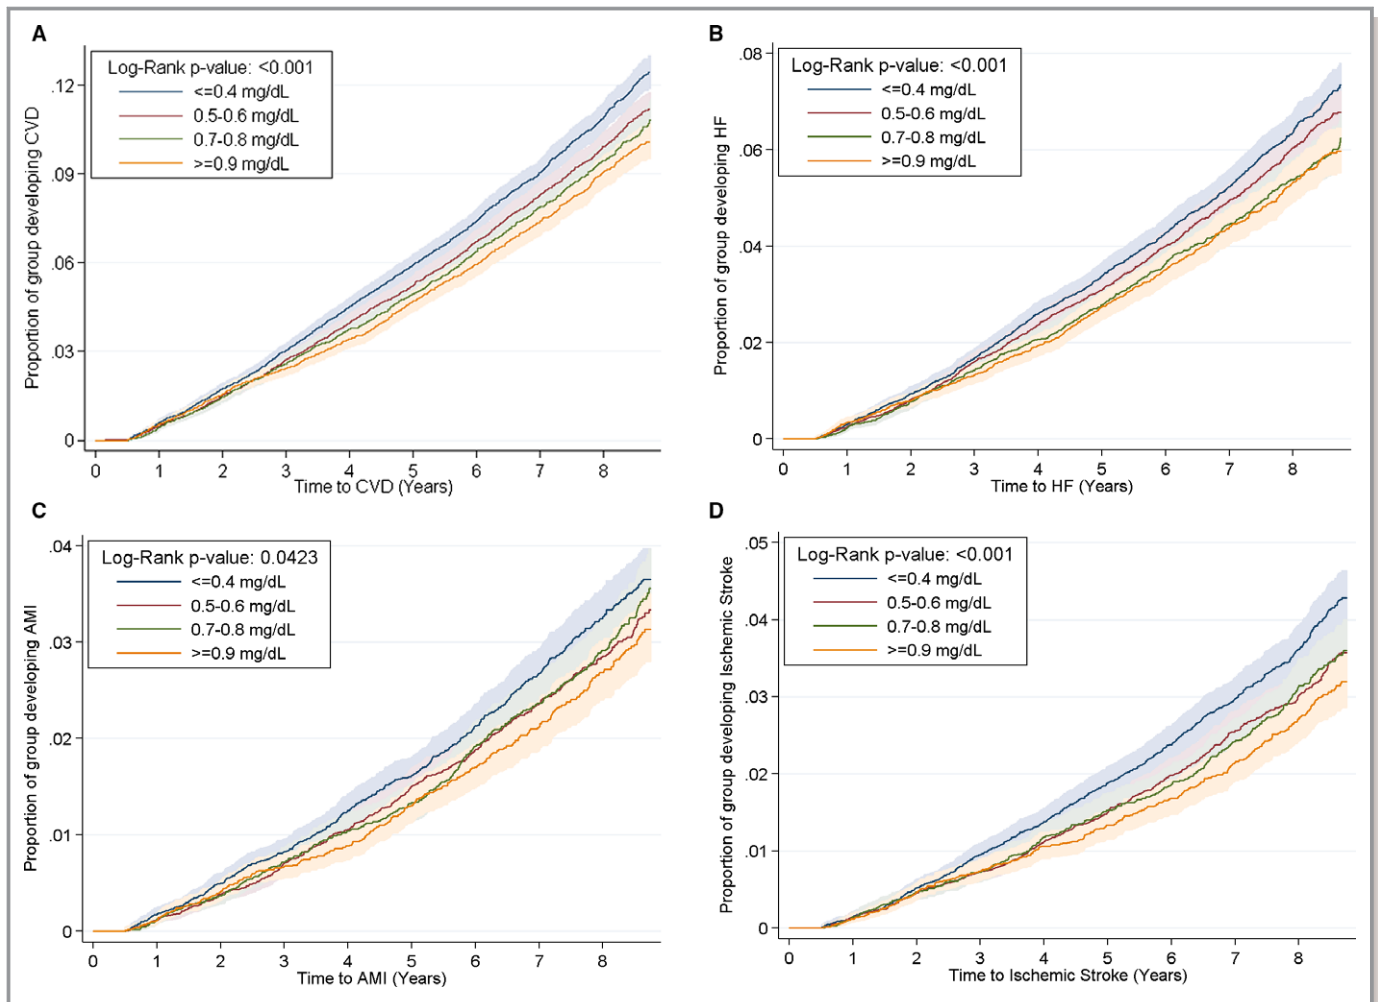 A
Log-Rank p-value: <0.001
<=0.4 mg/dL
0.5-0.6 mg/dL
0.7-0.8 mg/dL
>=0.9 mg/dL
Proportion of group developing CVD
.12
.09
.06
.03
0
0 1 2 3 4 5 6 7 8
Time to CVD (Years)
B
Log-Rank p-value: <0.001
<=0.4 mg/dL
0.5-0.6 mg/dL
0.7-0.8 mg/dL
>=0.9 mg/dL
Proportion of group developing HF
.08
.06
.04
.02
0
0 1 2 3 4 5 6 7 8
Time to HF (Years)
C
Log-Rank p-value: 0.0423
<=0.4 mg/dL
0.5-0.6 mg/dL
0.7-0.8 mg/dL
>=0.9 mg/dL
Proportion of group developing AMI
.04
.03
.02
.01
0
0 1 2 3 4 5 6 7 8
Time to AMI (Years)
D
Log-Rank p-value: <0.001
<=0.4 mg/dL
0.5-0.6 mg/dL
0.7-0.8 mg/dL
>=0.9 mg/dL
Proportion of group developing Ischemic Stroke
.05
.04
.03
.02
.01
0
0 1 2 3 4 5 6 7 8
Time to Ischemic Stroke (Years)